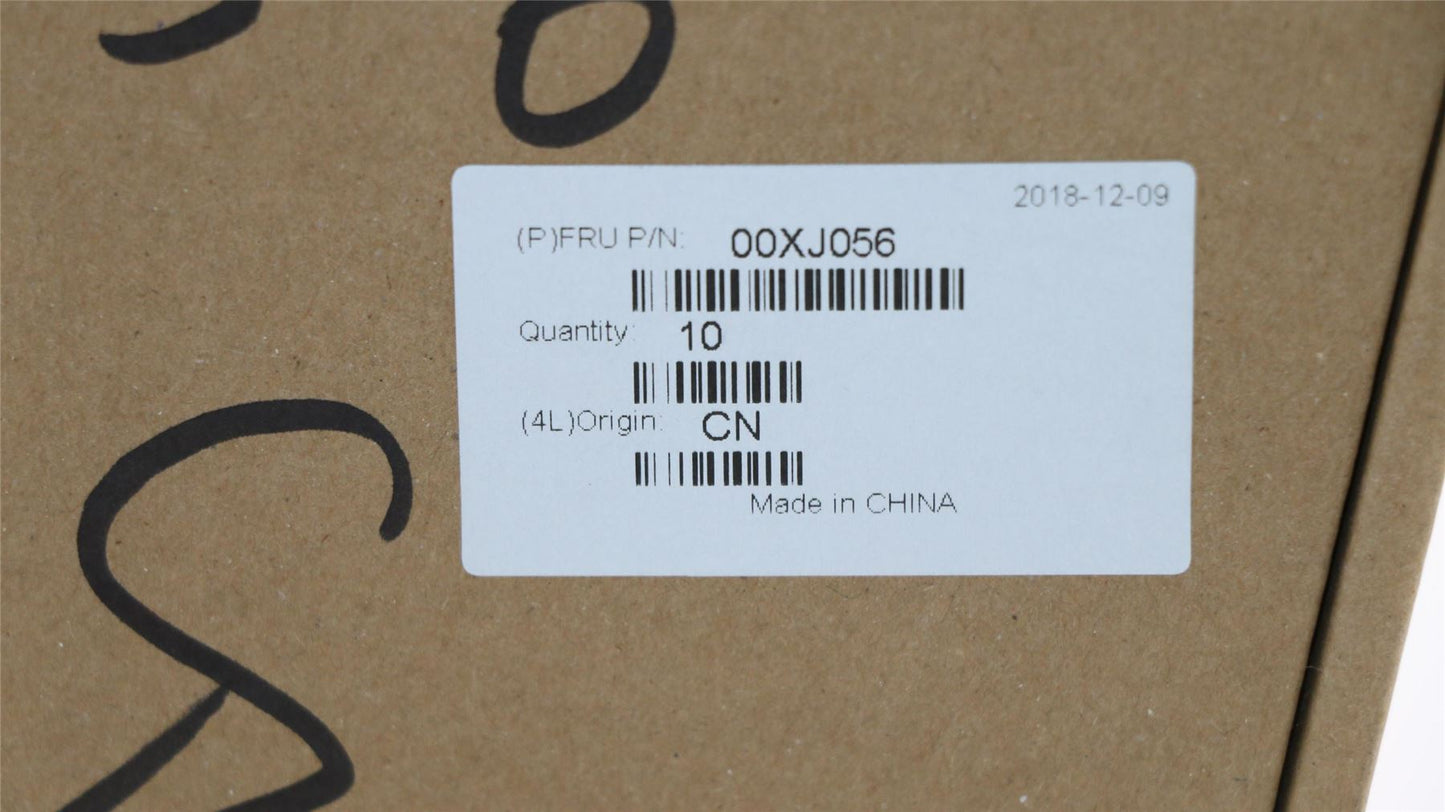 2018-12-09
(P)FRU P/N: 00XJ056
Quantity: 10
(4L)Origin: CN
Made in CHINA